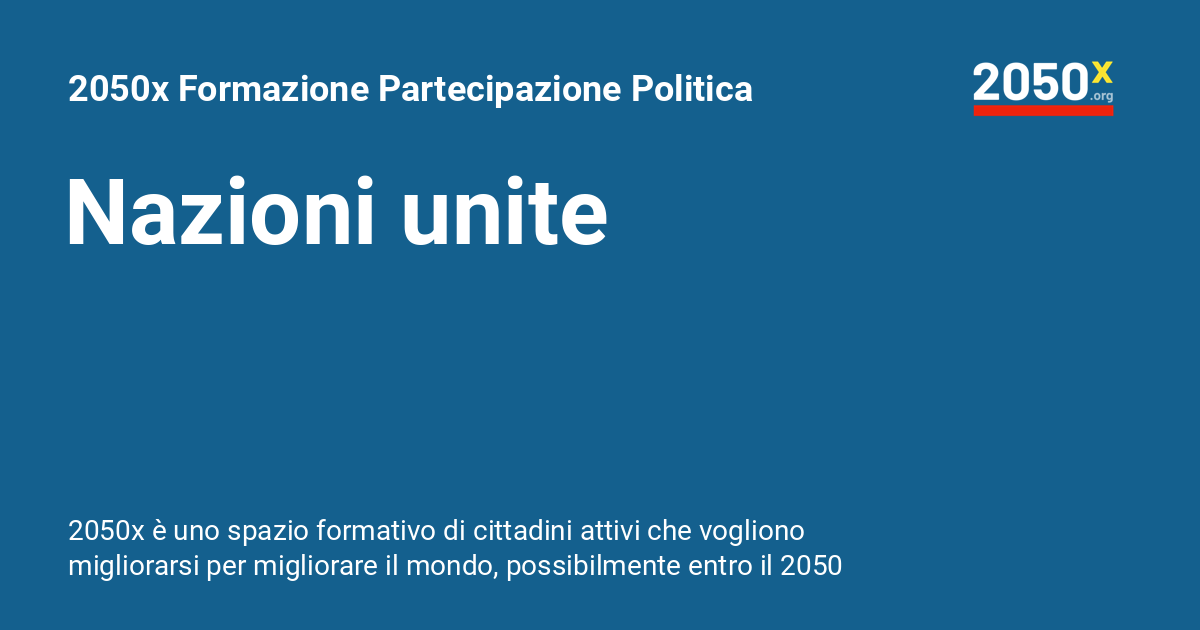 2050x Formazione Partecipazione Politica
2050x
.org
Nazioni unite
2050x è uno spazio formativo di cittadini attivi che vogliono
migliorarsi per migliorare il mondo, possibilmente entro il 2050